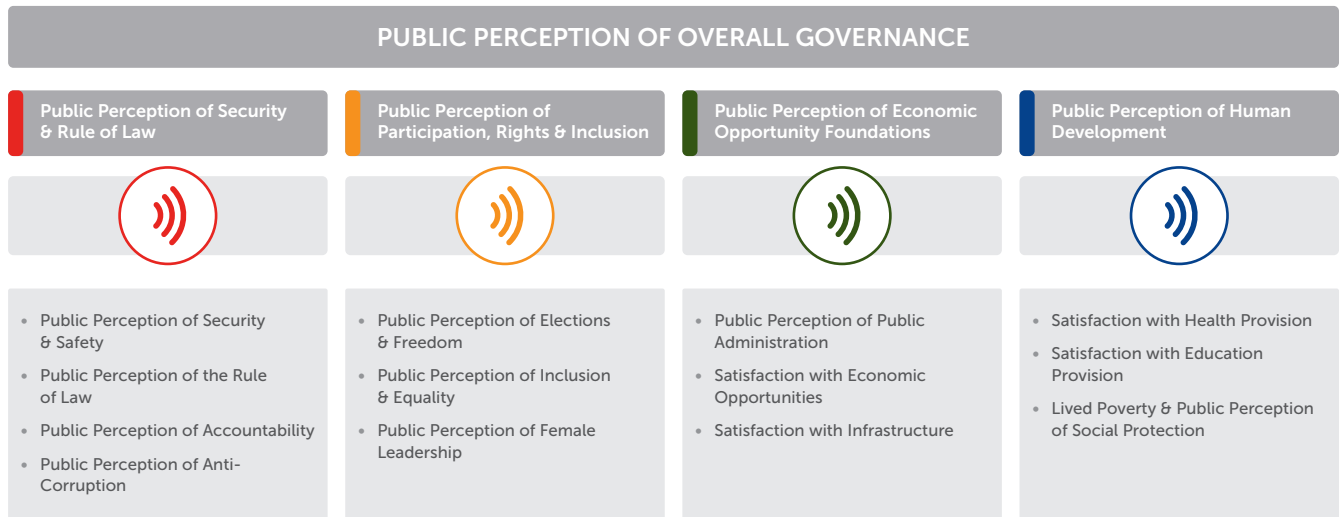 PUBLIC PERCEPTION OF OVERALL GOVERNANCE
Public Perception of Security
& Rule of Law
Public Perception of
Participation, Rights & Inclusion
Public Perception of Economic
Opportunity Foundations
Public Perception of Human
Development
• Public Perception of Security
& Safety
• Public Perception of the Rule
of Law
• Public Perception of Accountability
• Public Perception of Anti-
Corruption
• Public Perception of Elections
& Freedom
• Public Perception of Inclusion
& Equality
• Public Perception of Female
Leadership
• Public Perception of Public
Administration
• Satisfaction with Economic
Opportunities
• Satisfaction with Infrastructure
• Satisfaction with Health Provision
• Satisfaction with Education
Provision
• Lived Poverty & Public Perception
of Social Protection